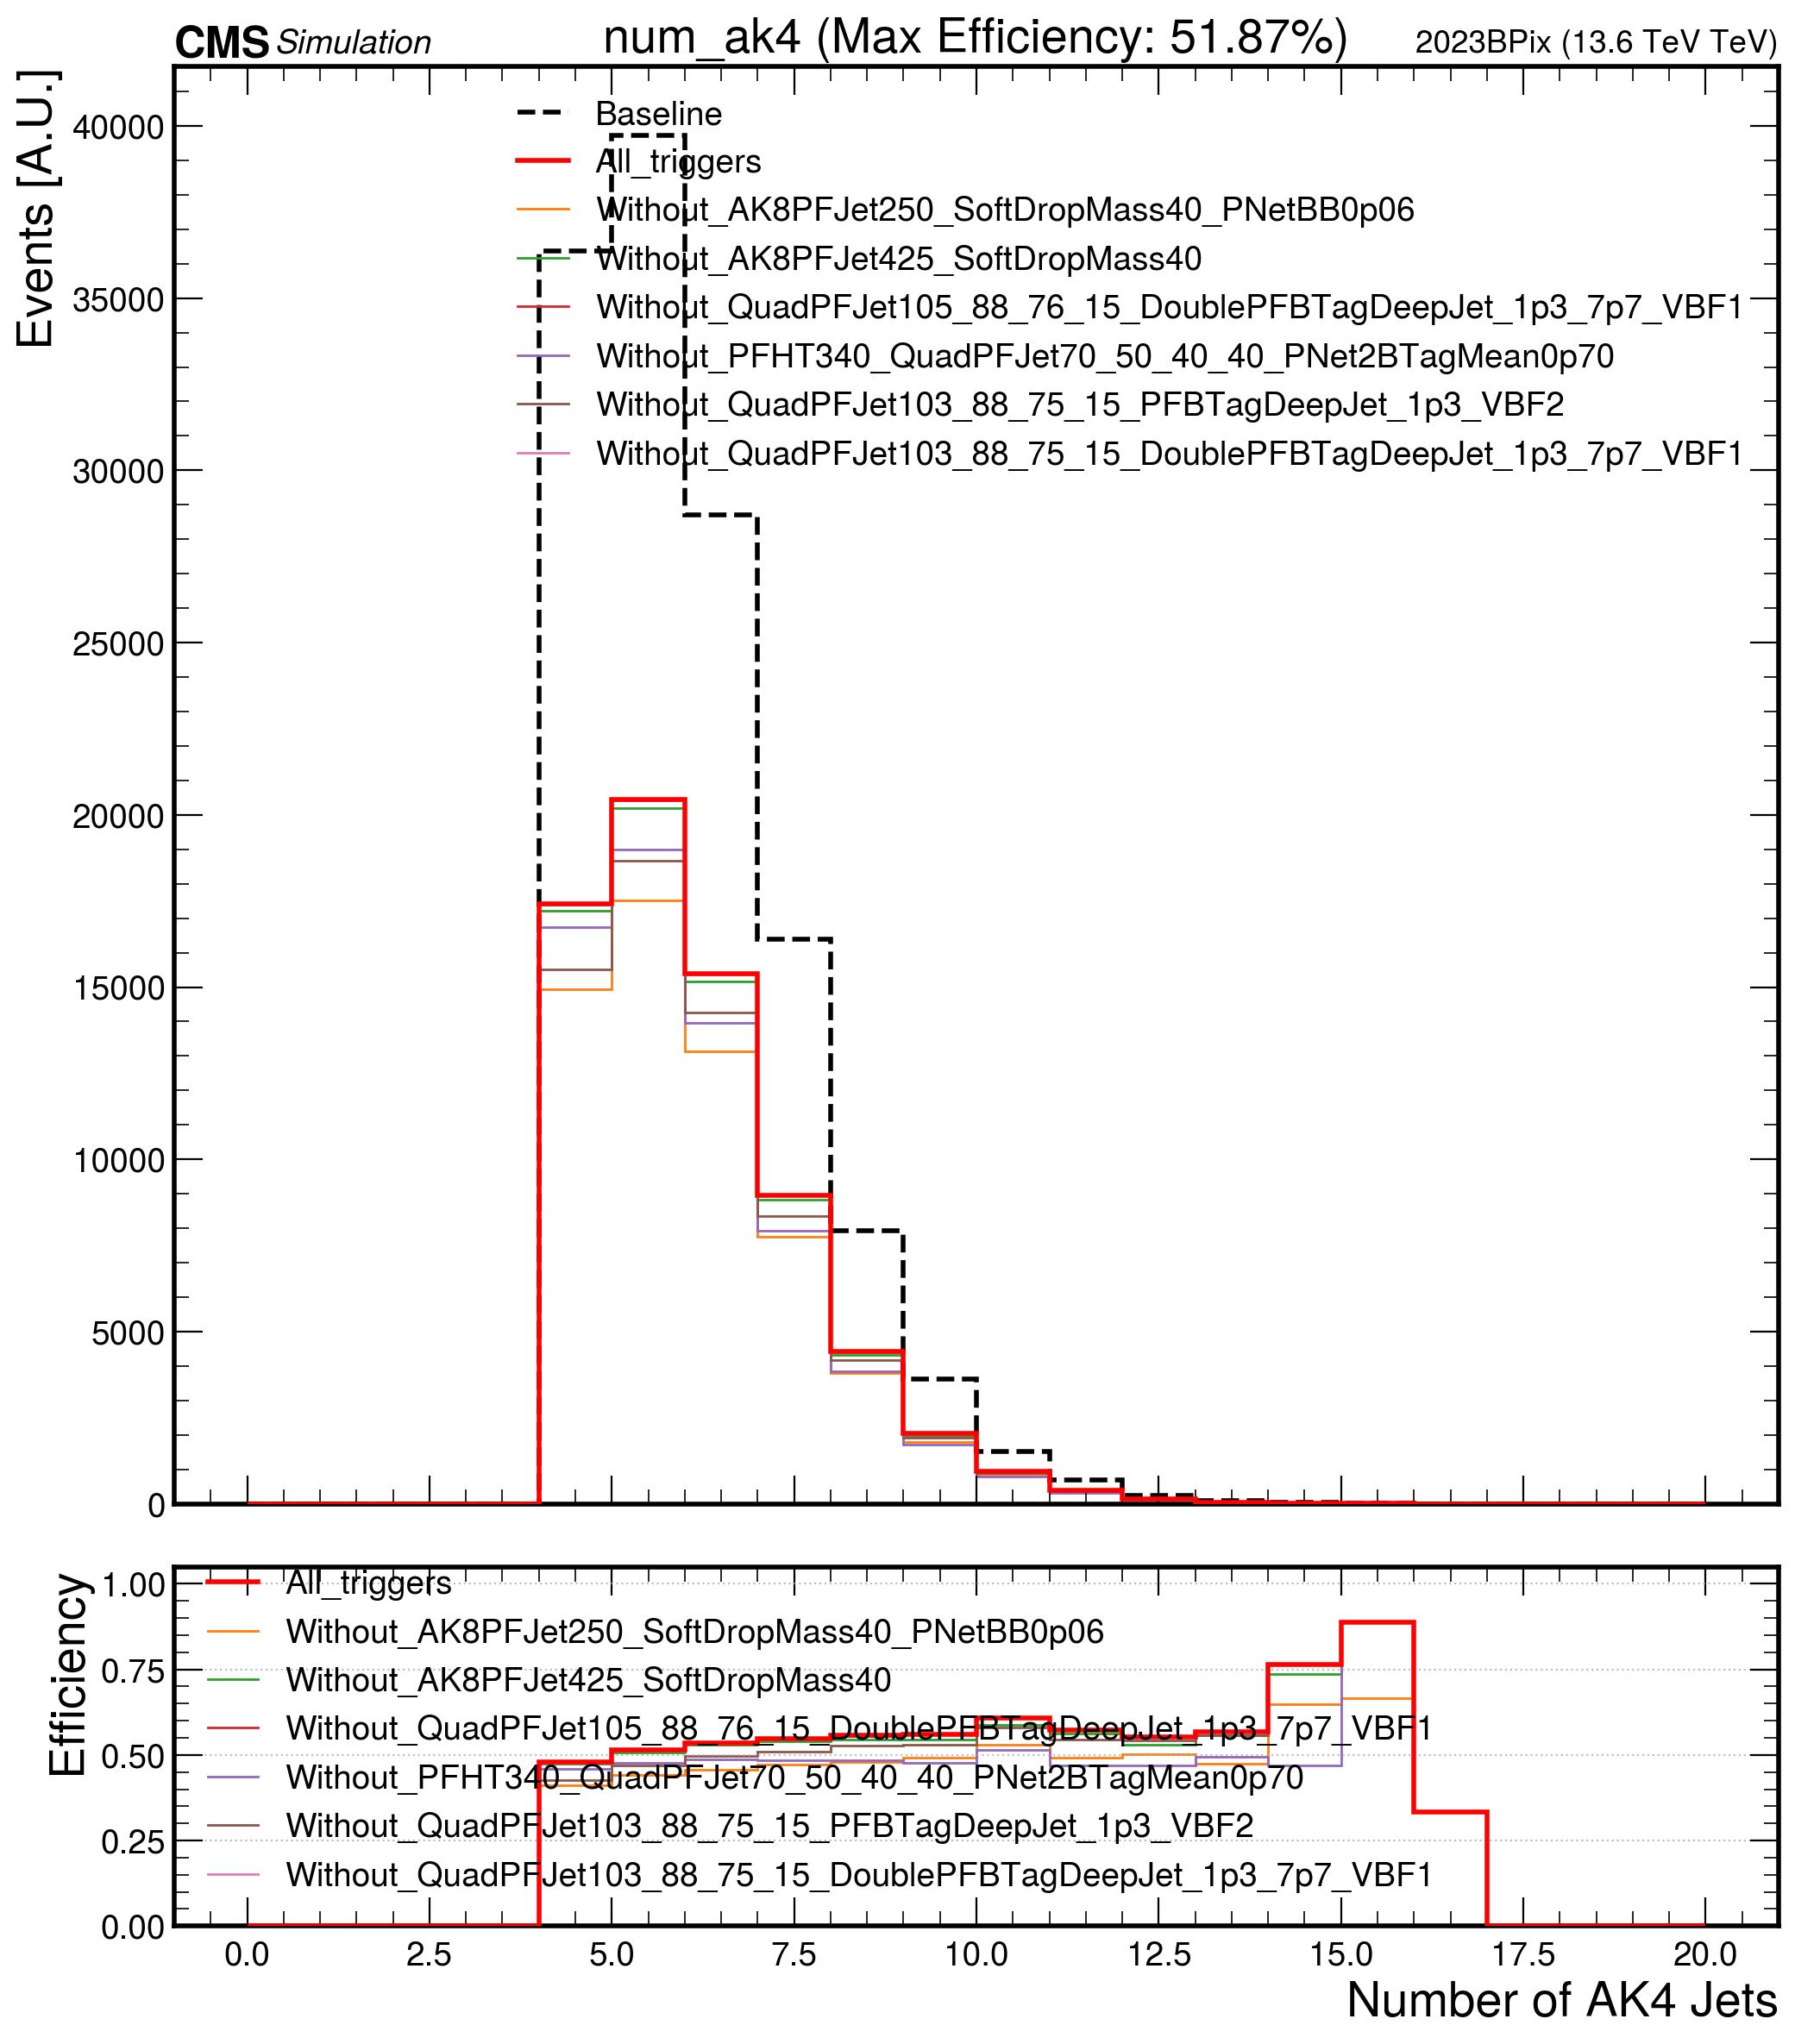 CMS Simulation num_ak4 (Max Efficiency: 51.87%) 2023BPix (13.6 TeV TeV)
Events [A.U.]
40000
35000
30000
25000
20000
15000
10000
5000
0
Baseline
All_triggers
Without_AK8PFJet250_SoftDropMass40_PNetBB0p06
Without_AK8PFJet425_SoftDropMass40
Without_QuadPFJet105_88_76_15_DoublePFBTagDeepJet_1p3_7p7_VBF1
Without_PFHT340_QuadPFJet70_50_40_40_PNet2BTagMean0p70
Without_QuadPFJet103_88_75_15_PFBTagDeepJet_1p3_VBF2
Without_QuadPFJet103_88_75_15_DoublePFBTagDeepJet_1p3_7p7_VBF1
Efficiency
1.00
0.75
0.50
0.25
0.00
All_triggers
Without_AK8PFJet250_SoftDropMass40_PNetBB0p06
Without_AK8PFJet425_SoftDropMass40
Without_QuadPFJet105_88_76_15_DoublePFBTagDeepJet_1p3_7p7_VBF1
Without_PFHT340_QuadPFJet70_50_40_40_PNet2BTagMean0p70
Without_QuadPFJet103_88_75_15_PFBTagDeepJet_1p3_VBF2
Without_QuadPFJet103_88_75_15_DoublePFBTagDeepJet_1p3_7p7_VBF1
0.0 2.5 5.0 7.5 10.0 12.5 15.0 17.5 20.0
Number of AK4 Jets